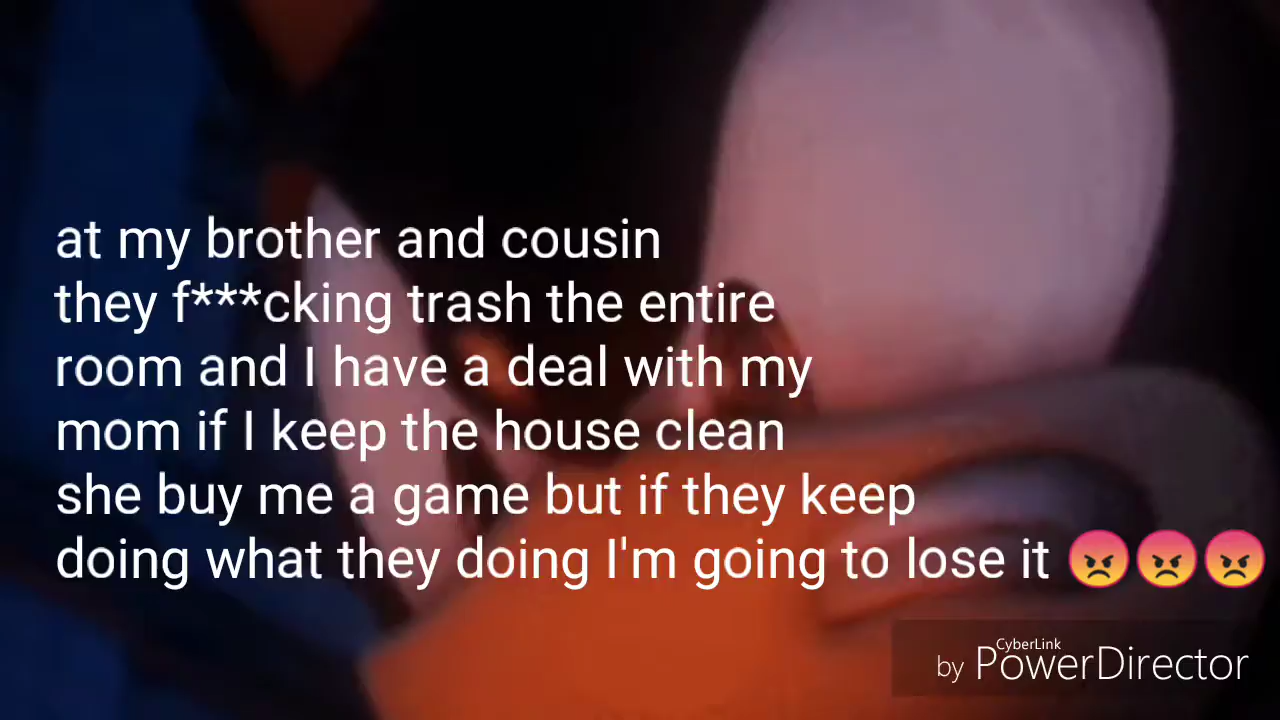 at my brother and cousin
they f***cking trash the entire
room and I have a deal with my
mom if I keep the house clean
she buy me a game but if they keep
doing what they doing I'm going to lose it 😡😡😡
CyberLink
by PowerDirector